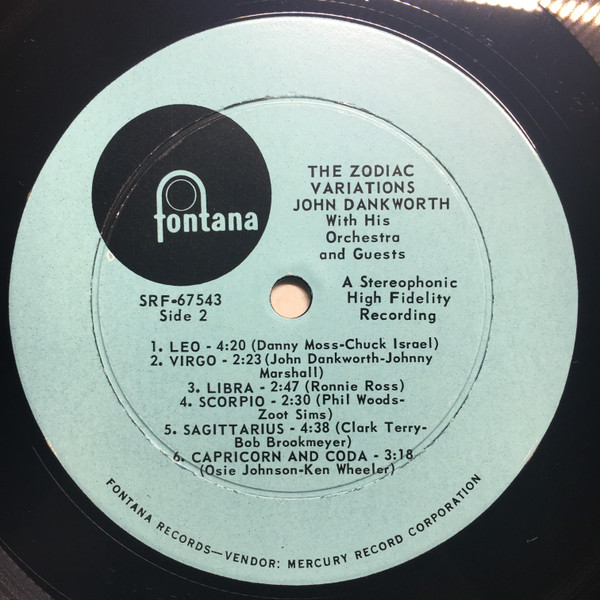 fontana
THE ZODIAC
VARIATIONS
JOHN DANKWORTH
With His
Orchestra
and Guests
SRF-67543
Side 2
A Stereophonic
High Fidelity
Recording
1. LEO - 4:20 (Danny Moss-Chuck Israel)
2. VIRGO - 2:23 (John Dankworth-Johnny
Marshall)
3. LIBRA - 2:47 (Ronnie Ross)
4. SCORPIO - 2:30 (Phil Woods-
Zoot Sims)
5. SAGITTARIUS - 4:38 (Clark Terry-
Bob Brookmeyer)
6. CAPRICORN AND CODA - 3:18
(Osie Johnson-Ken Wheeler)
FONTANA RECORDS—VENDOR: MERCURY RECORD CORPORATION